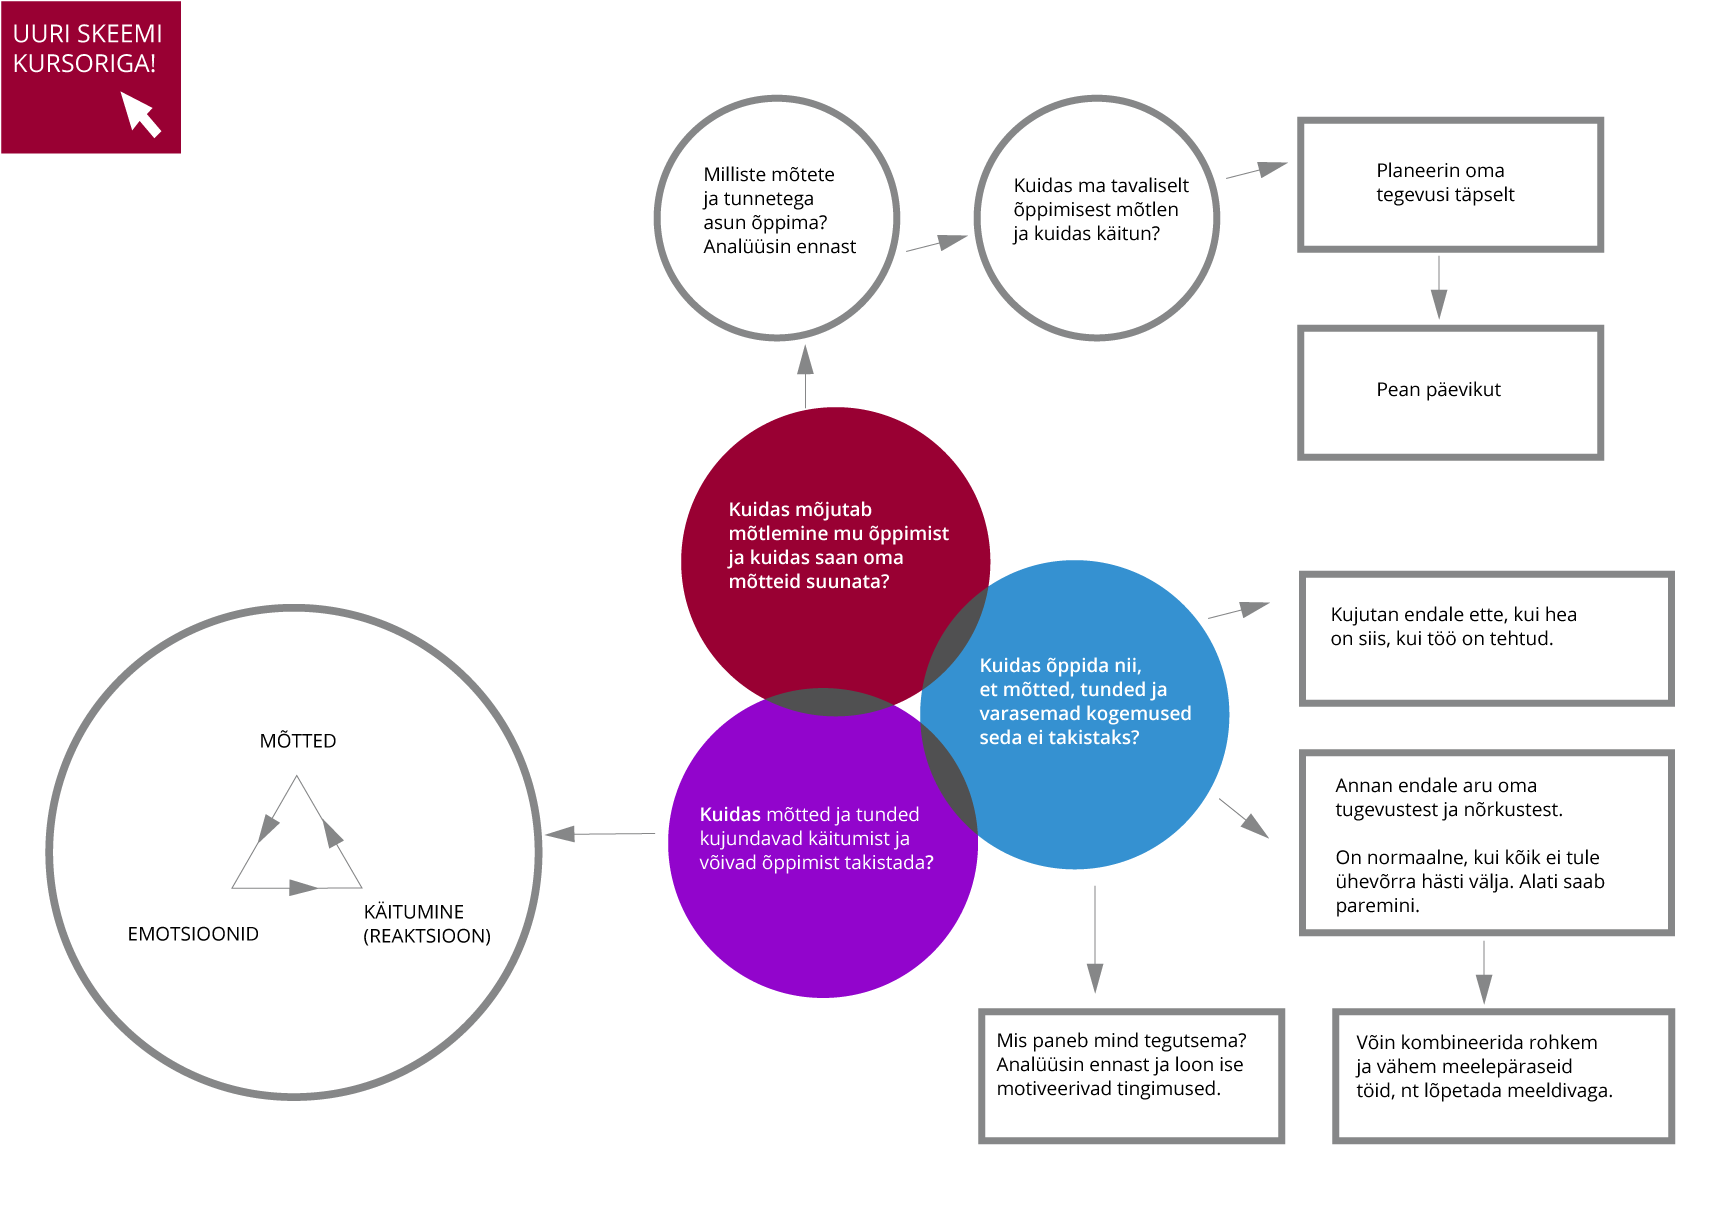 UURI SKEEMI
KURSORIGA!
Milliste mõtete
ja tunnetega
asun õppima?
Analüüsin ennast
Kuidas ma tavaliselt
õppimisest mõtlen
ja kuidas käitun?
Planeerin oma
tegevusi täpselt
Pean päevikut
Kuidas mõjutab
mõtlemine mu õppimist
ja kuidas saan oma
mõtteid suunata?
Kuidas õppida nii,
et mõtted, tunded ja
varasemad kogemused
seda ei takistaks?
Kujutan endale ette, kui hea
on siis, kui töö on tehtud.
Annan endale aru oma
tugevustest ja nõrkustest.
On normaalne, kui kõik ei tule
ühevõrra hästi välja. Alati saab
paremini.
Kuidas mõtted ja tunded
kujundavad käitumist ja
võivad õppimist takistada?
MÕTTED
EMOTSIOONID
KÄITUMINE
(REAKTSIOON)
Mis paneb mind tegutsema?
Analüüsin ennast ja loon ise
motiveerivad tingimused.
Võin kombineerida rohkem
ja vähem meelepäraseid
töid, nt lõpetada meeldivaga.